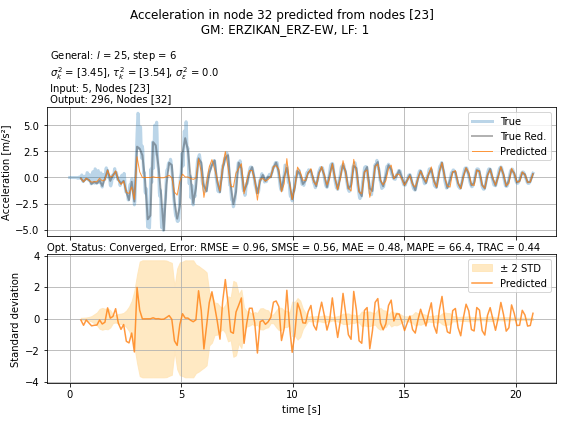 Acceleration in node 32 predicted from nodes [23]
GM: ERZIKAN_ERZ-EW, LF: 1
General: l = 25, step = 6
σ²ₖ = [3.45], τ²ₖ = [3.54], σ²ε = 0.0
Input: 5, Nodes [23]
Output: 296, Nodes [32]
Acceleration [m/s²]
5.0
2.5
0.0
−2.5
−5.0
True
True Red.
Predicted
Opt. Status: Converged, Error: RMSE = 0.96, SMSE = 0.56, MAE = 0.48, MAPE = 66.4, TRAC = 0.44
Standard deviation
4
2
0
−2
−4
± 2 STD
Predicted
0
5
10
15
20
time [s]